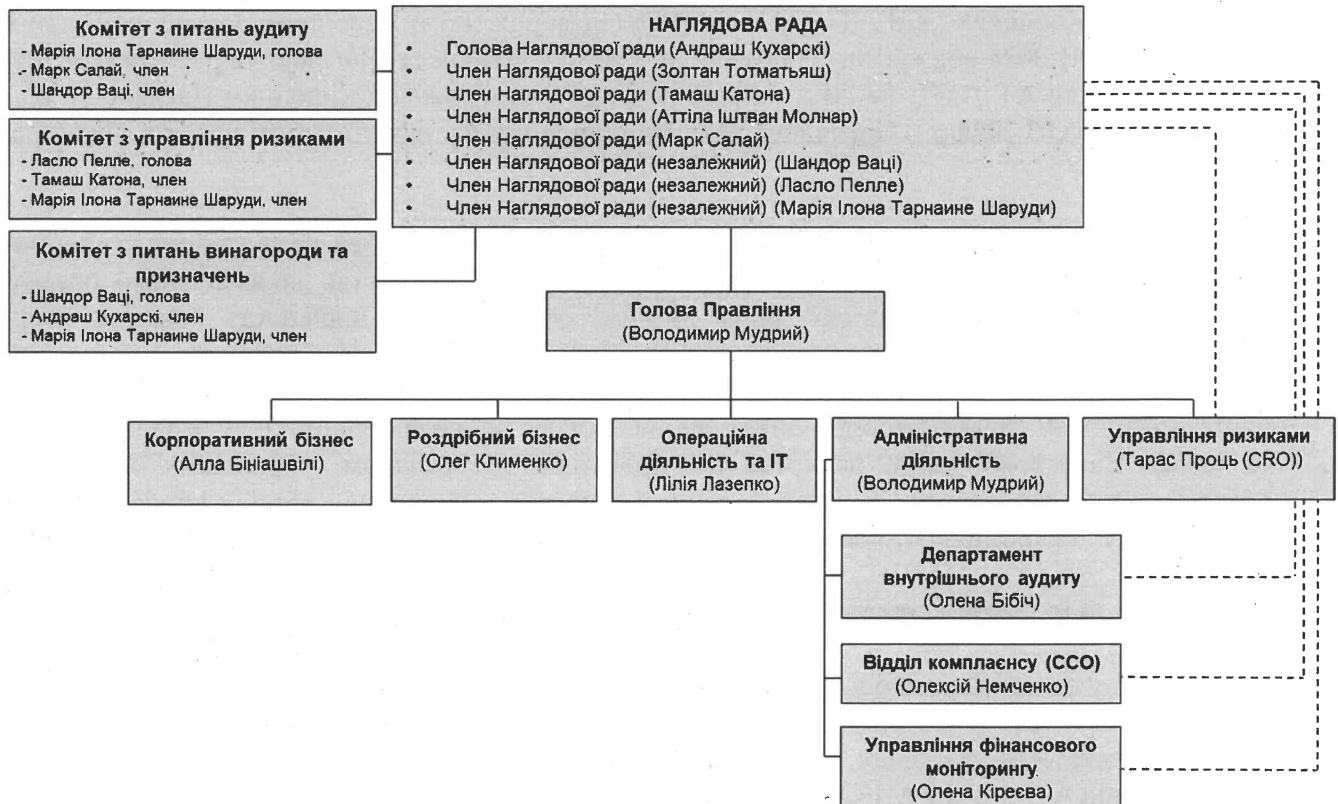 Комітет з питань аудиту
- Марія Ілона Тарнаине Шаруди, голова
- Марк Салай, член
- Шандор Ваці, член
Комітет з управління ризиками
- Ласло Пелле, голова
- Тамаш Катона, член
- Марія Ілона Тарнаине Шаруди, член
Комітет з питань винагороди та
призначень
- Шандор Ваці, голова
- Андраш Кухарскі, член
- Марія Ілона Тарнаине Шаруди, член
НАГЛЯДОВА РАДА
• Голова Наглядової ради (Андраш Кухарскі)
• Член Наглядової ради (Золтан Тотматьяш)
• Член Наглядової ради (Тамаш Катона)
• Член Наглядової ради (Аттіла Іштван Молнар)
• Член Наглядової ради (Марк Салай)
• Член Наглядової ради (незалежний) (Шандор Ваці)
• Член Наглядової ради (незалежний) (Ласло Пелле)
• Член Наглядової ради (незалежний) (Марія Ілона Тарнаине Шаруди)
Голова Правління
(Володимир Мудрий)
Корпоративний бізнес
(Алла Бініашвілі)
Роздрібний бізнес
(Олег Клименко)
Операційна
діяльність та ІТ
(Лілія Лазепко)
Адміністративна
діяльність
(Володимир Мудрий)
Управління ризиками
(Тарас Проць (CRO))
Департамент
внутрішнього аудиту
(Олена Бібіч)
Відділ комплаєнсу (ССО)
(Олексій Немченко)
Управління фінансового
моніторингу
(Олена Кіреєва)